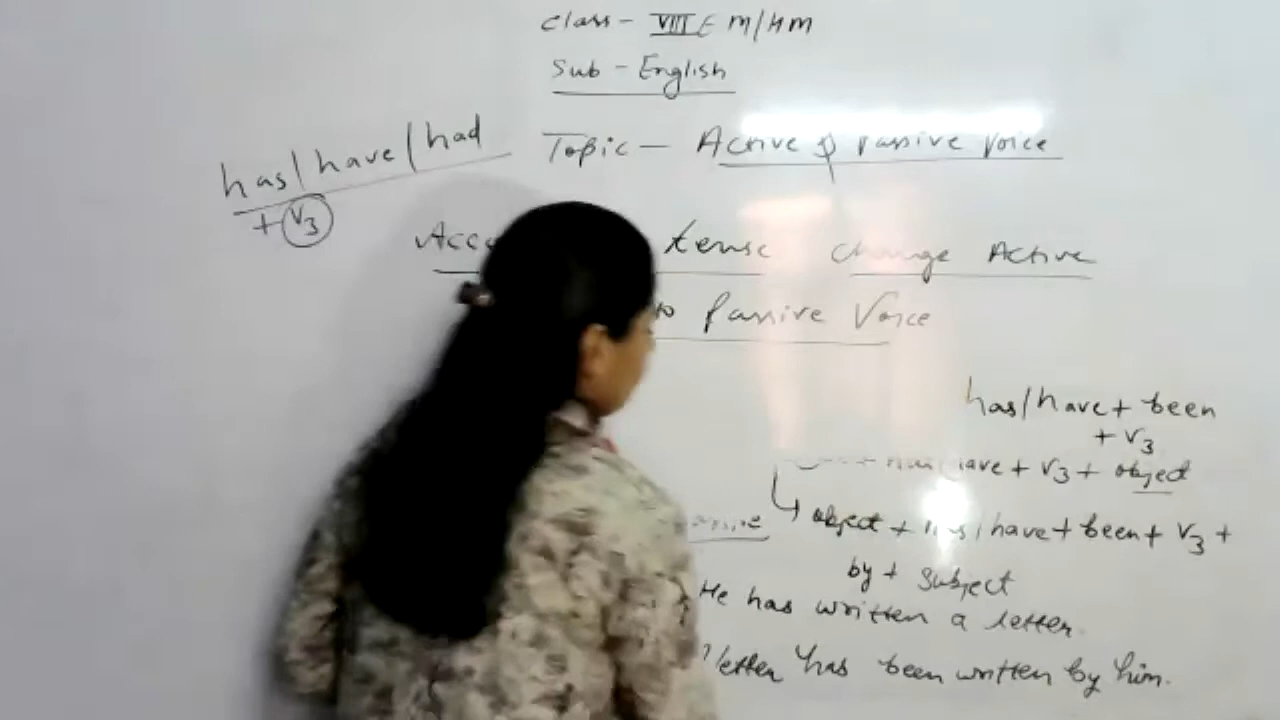 Class - VIII E M/HM
Sub - English
Topic - Active & Passive Voice
has/have/had
+ V3
tense change Active
to Passive Voice
has/have + been
+ V3
have + V3 + object
object + has/have + been + V3 +
by + subject
He has written a letter.
letter has been written by him.